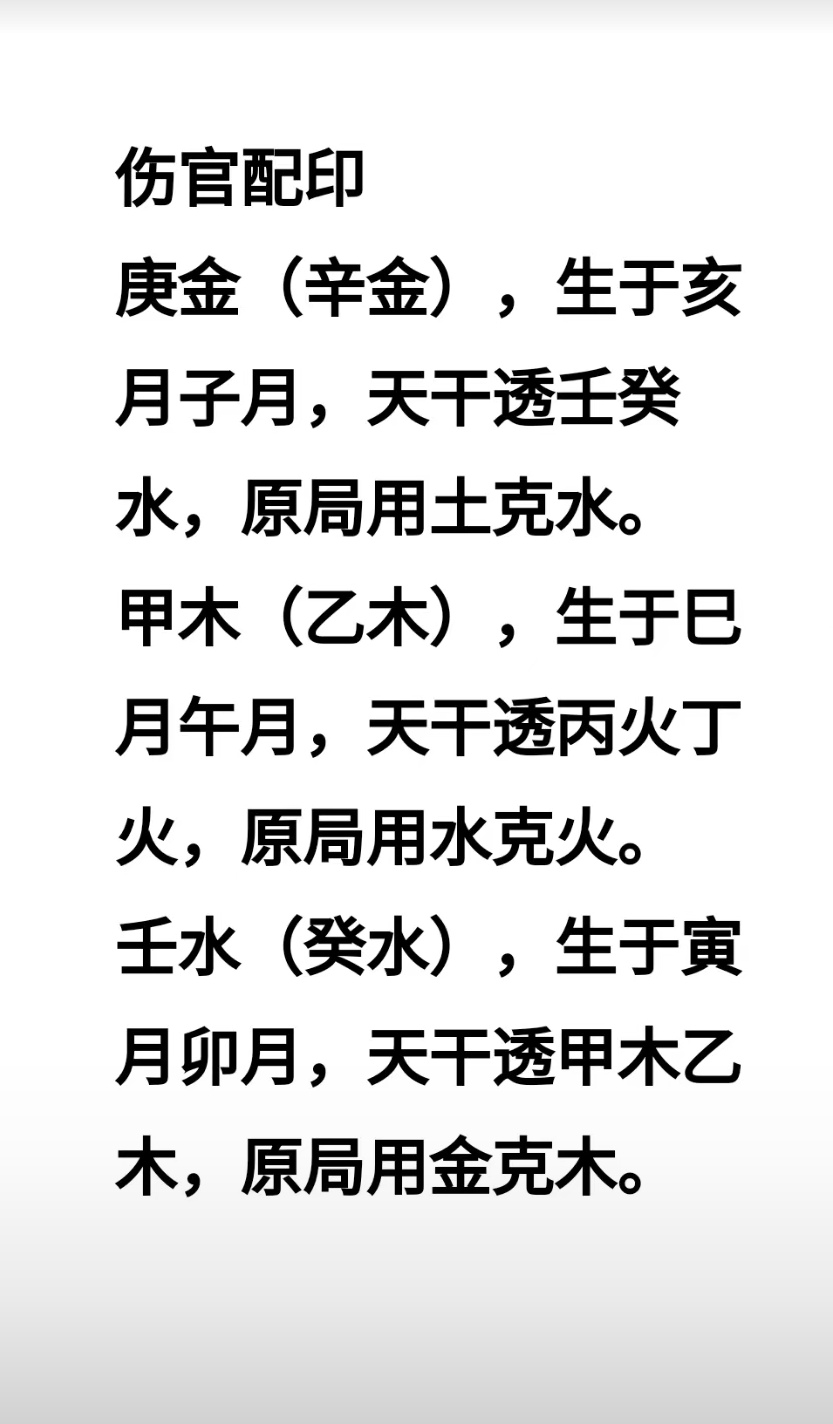 伤官配印
庚金（辛金），生于亥
月子月，天干透壬癸
水，原局用土克水。
甲木（乙木），生于巳
月午月，天干透丙火丁
火，原局用水克火。
壬水（癸水），生于寅
月卯月，天干透甲木乙
木，原局用金克木。